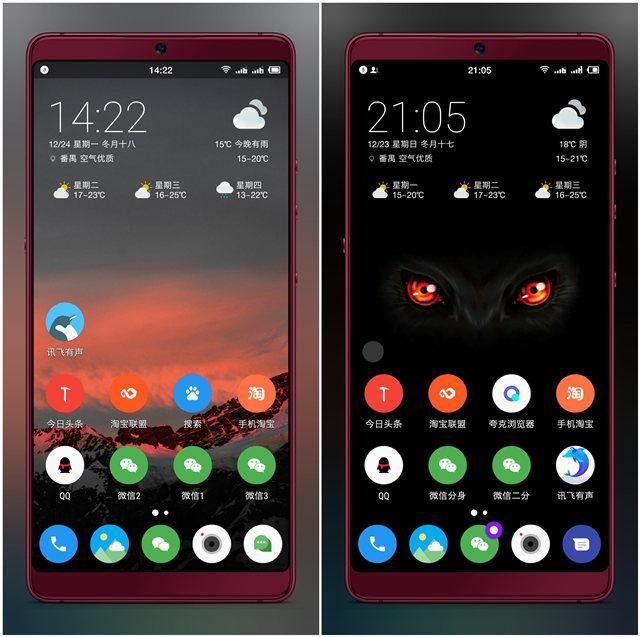 14:22
14:22
12/24 星期一 冬月十八
番禺 空气优质
15℃ 今晚有雨
15~20℃
星期二
17~23℃
星期三
16~25℃
星期四
13~22℃
讯飞有声
今日头条
淘宝联盟
搜索
淘
手机淘宝
QQ
微信2
微信1
微信3
21:05
21:05
12/23 星期日 冬月十七
番禺 空气优质
18℃ 阴
15~21℃
星期一
15~20℃
星期二
17~23℃
星期三
16~25℃
今日头条
淘宝联盟
夸克浏览器
淘
手机淘宝
QQ
微信分身
微信二分
讯飞有声